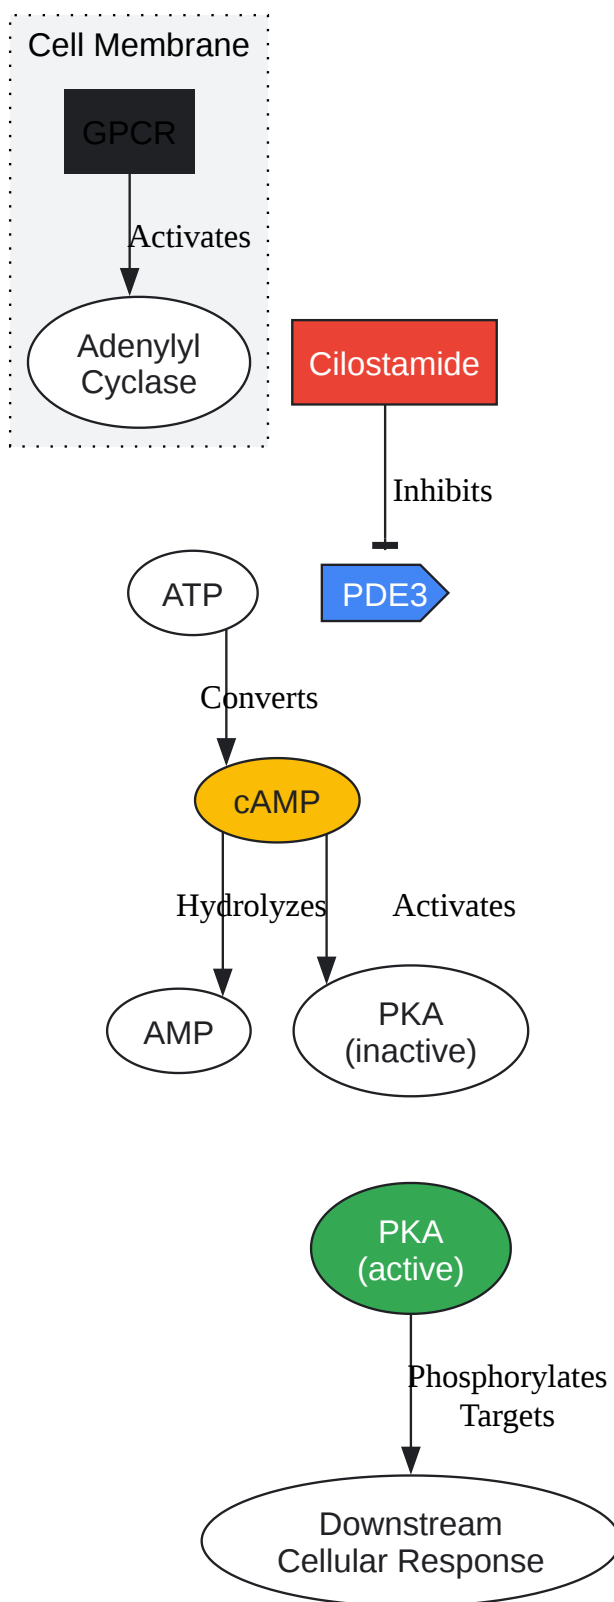 Cell Membrane
GPCR
Activates
Adenylyl
Cyclase
Cilostamide
Inhibits
ATP
PDE3
Converts
cAMP
Hydrolyzes
Activates
AMP
PKA
(inactive)
PKA
(active)
Phosphorylates
Targets
Downstream
Cellular Response